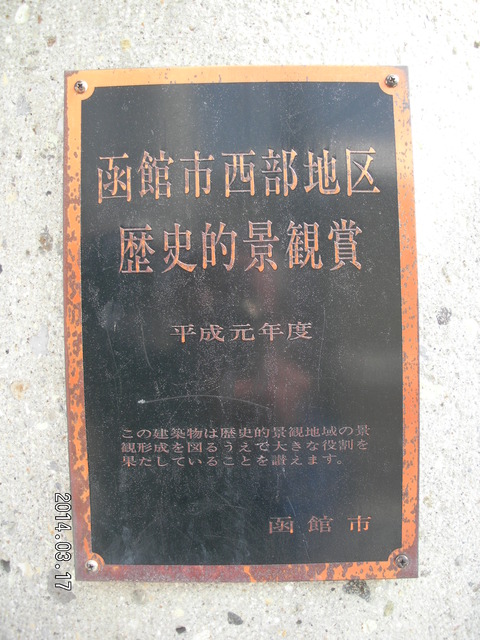 函館市西部地区
歴史的景観賞
平成元年度
この建築物は歴史的景観地域の景
観形成を図るうえで大きな役割を
果だしていることを讃えます。
函館市
2014.03.17